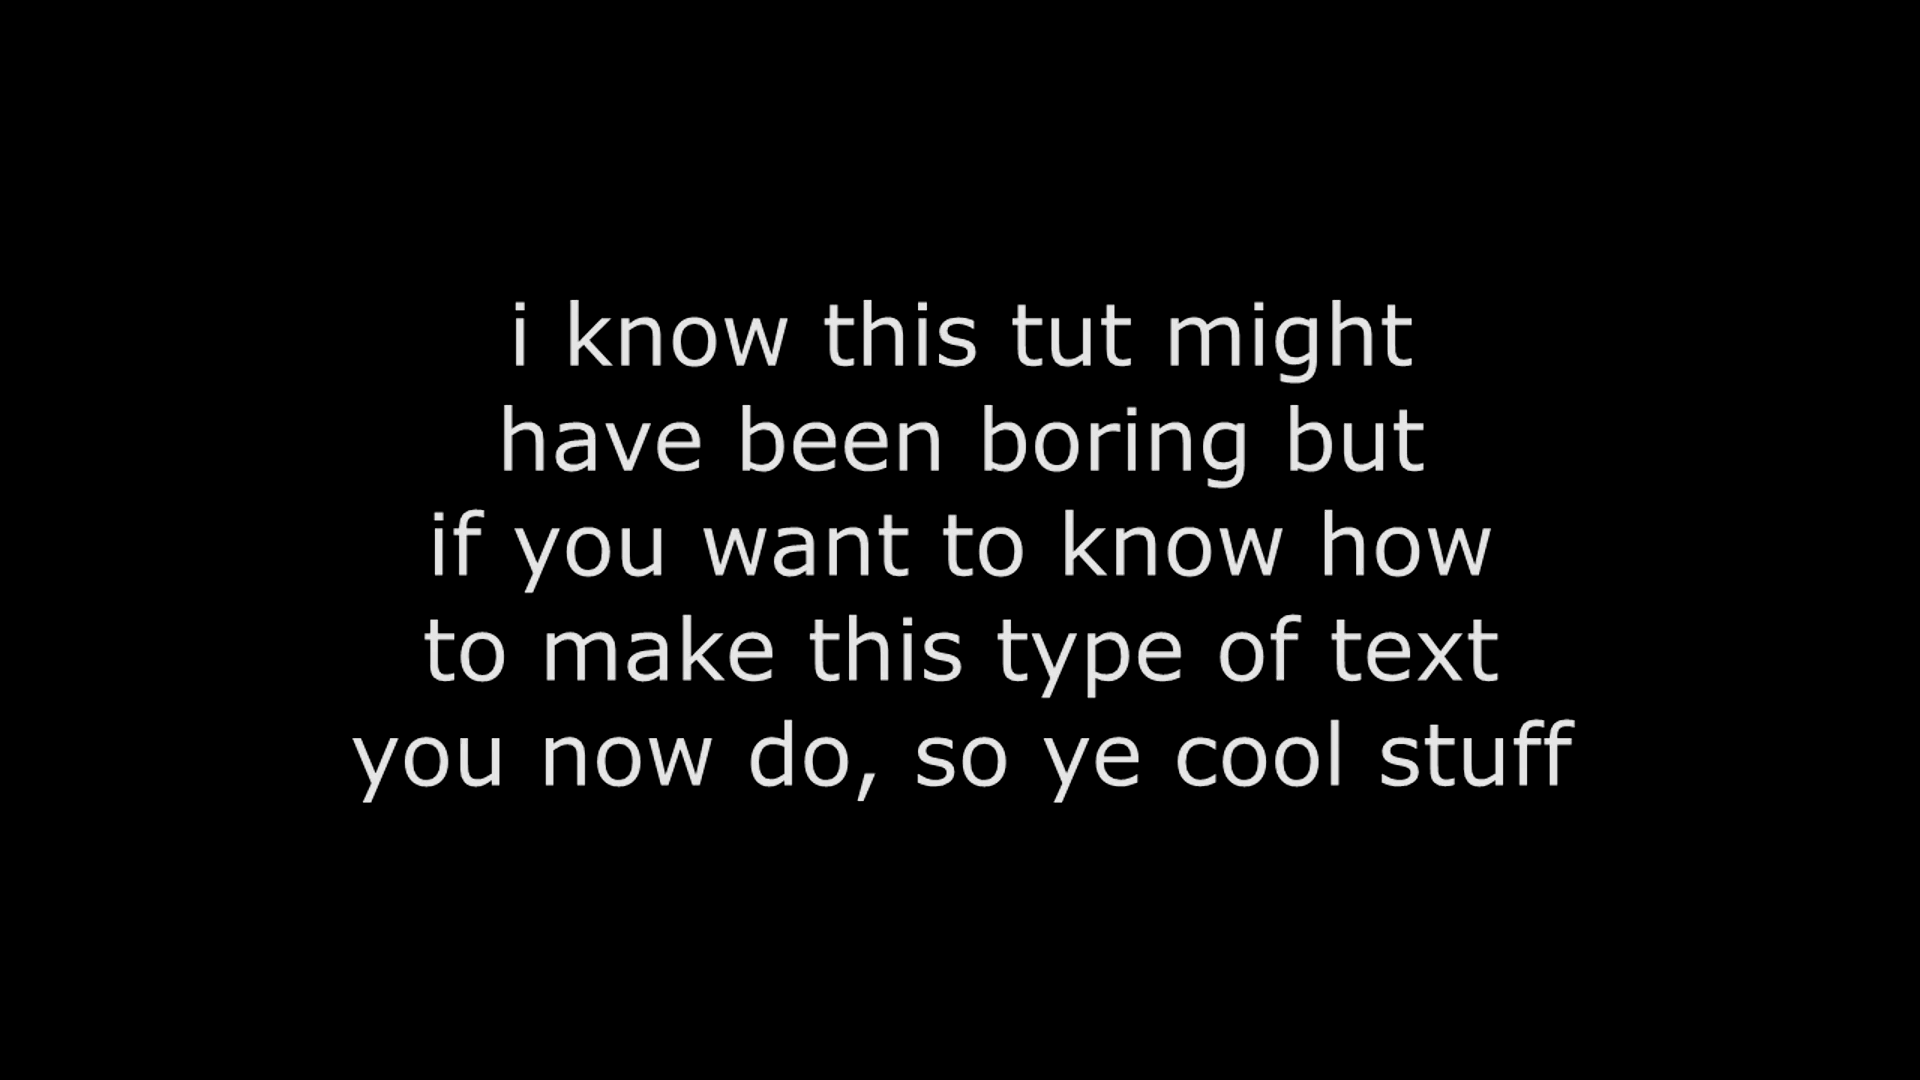 i know this tut might
have been boring but
if you want to know how
to make this type of text
you now do, so ye cool stuff